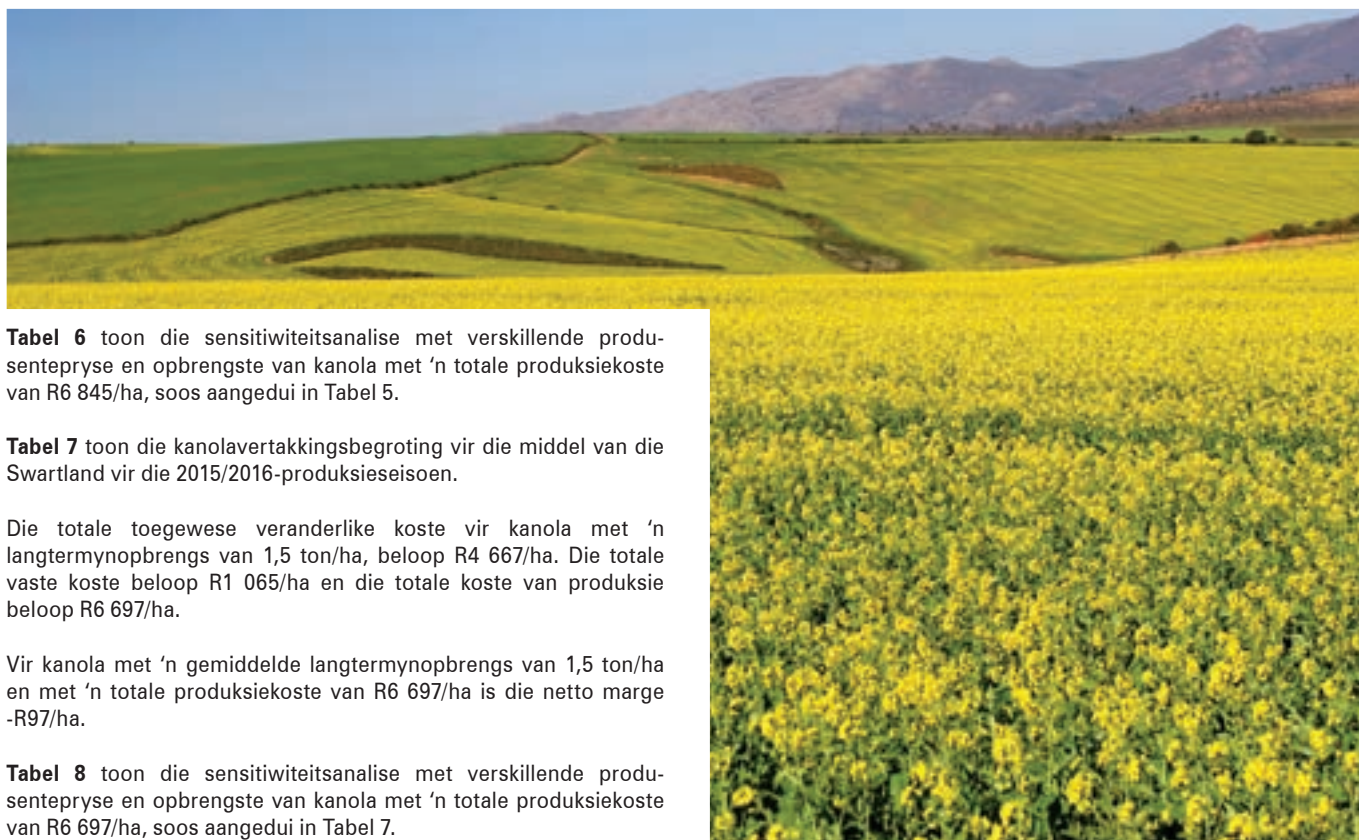 Tabel 6 toon die sensitiwiteitsanalise met verskillende produ-
sentepryse en opbrengste van kanola met ‘n totale produksiekoste
van R6 845/ha, soos aangedui in Tabel 5.
Tabel 7 toon die kanolavertakkingsbegroting vir die middel van die
Swartland vir die 2015/2016-produksieseisoen.
Die totale toegewese veranderlike koste vir kanola met ‘n
langtermynopbrengs van 1,5 ton/ha, beloop R4 667/ha. Die totale
vaste koste beloop R1 065/ha en die totale koste van produksie
beloop R6 697/ha.
Vir kanola met ‘n gemiddelde langtermynopbrengs van 1,5 ton/ha
en met ‘n totale produksiekoste van R6 697/ha is die netto marge
-R97/ha.
Tabel 8 toon die sensitiwiteitsanalise met verskillende produ-
sentepryse en opbrengste van kanola met ‘n totale produksiekoste
van R6 697/ha, soos aangedui in Tabel 7.